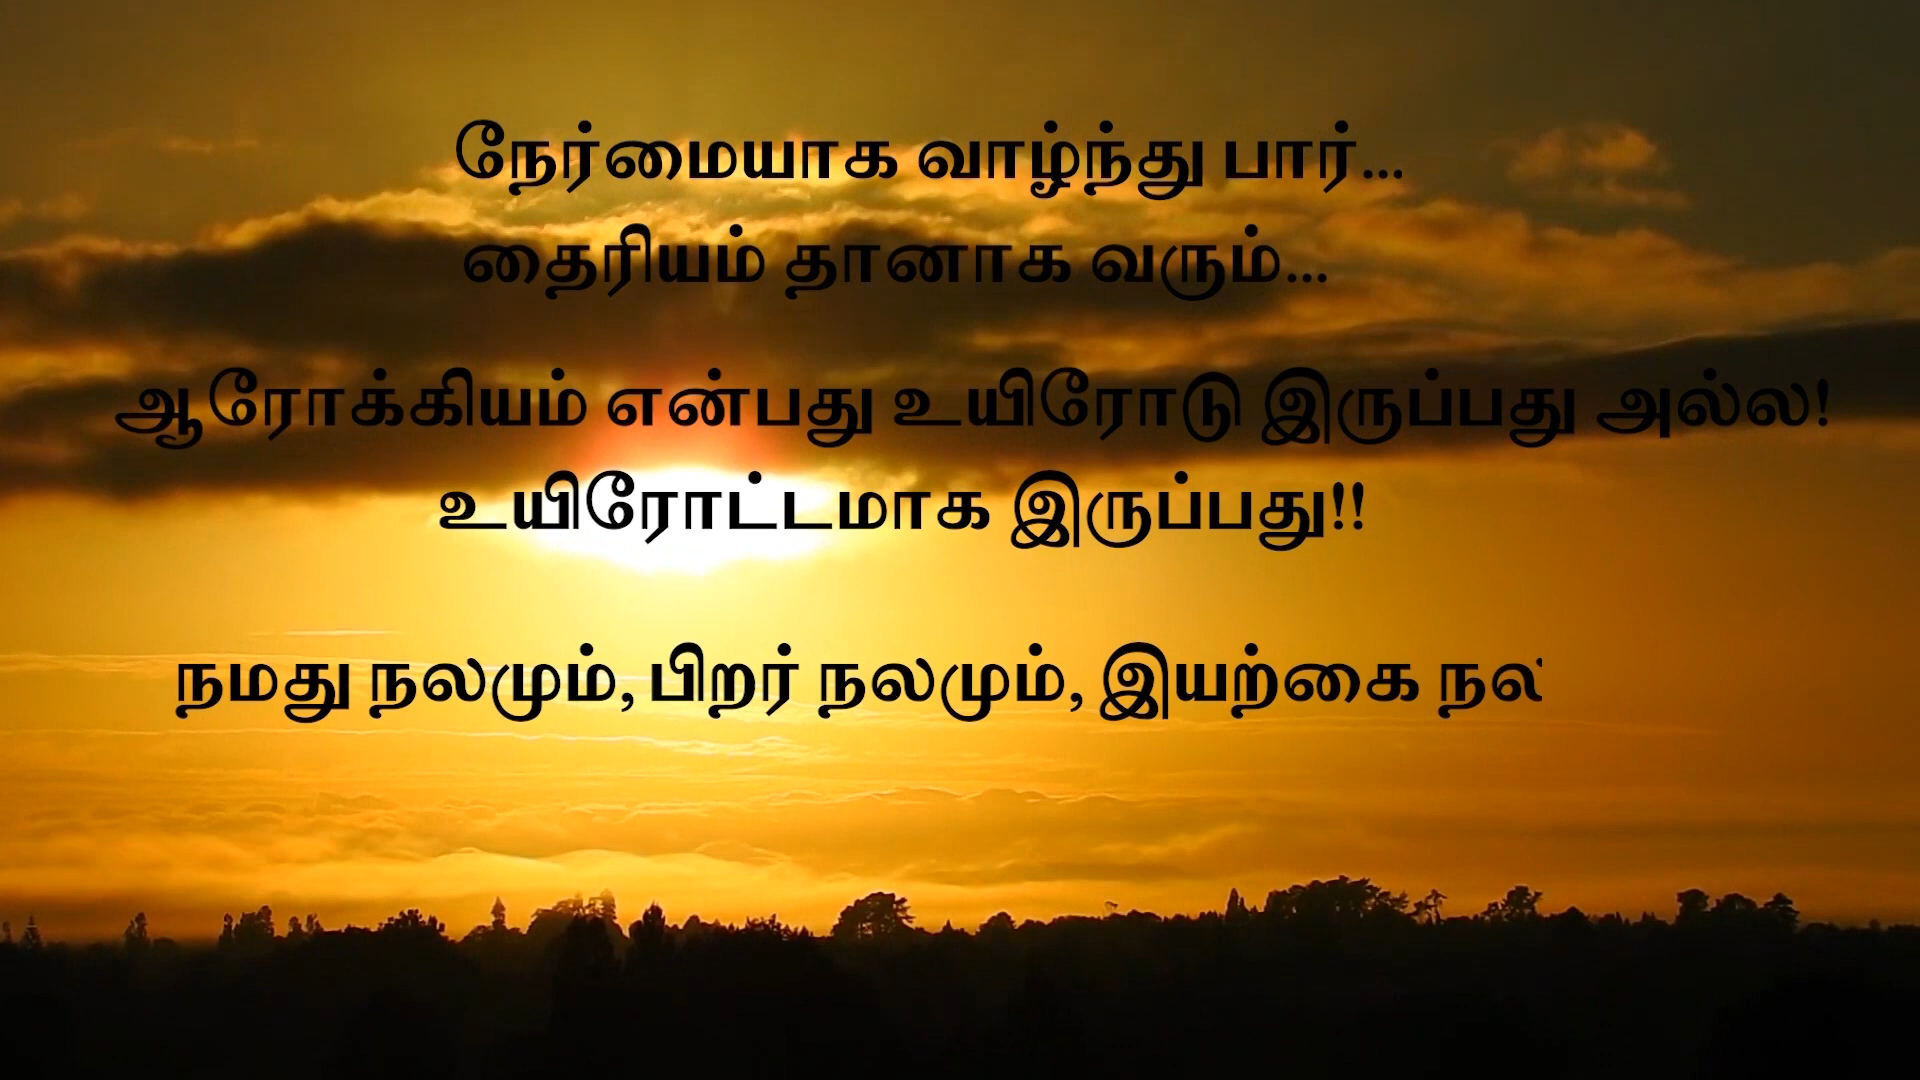 நேர்மையாக வாழ்ந்து பார்...
தைரியம் தானாக வரும்...
ஆரோக்கியம் என்பது உயிரோடு இருப்பது அல்ல!
உயிரோட்டமாக இருப்பது!!
நமது நலமும், பிறர் நலமும், இயற்கை